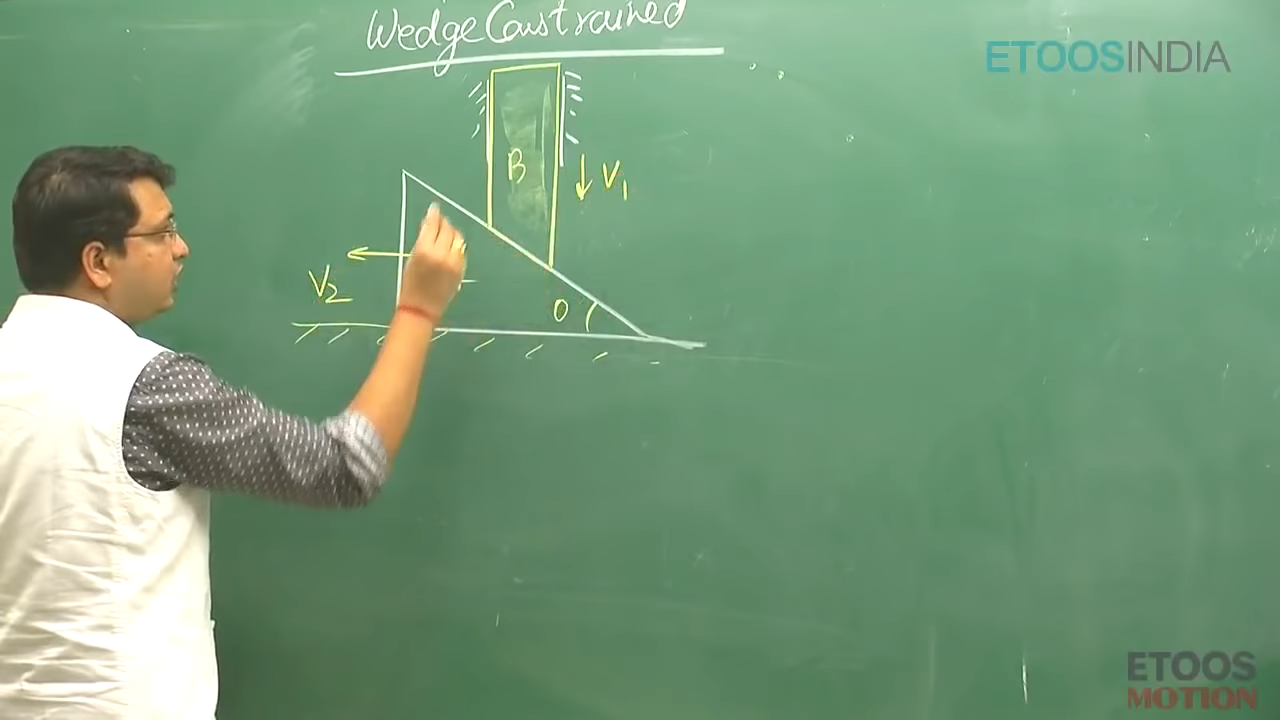 Wedge Constrained
ETOOSINDIA
B
V1
V2
θ
ETOOS
MOTION